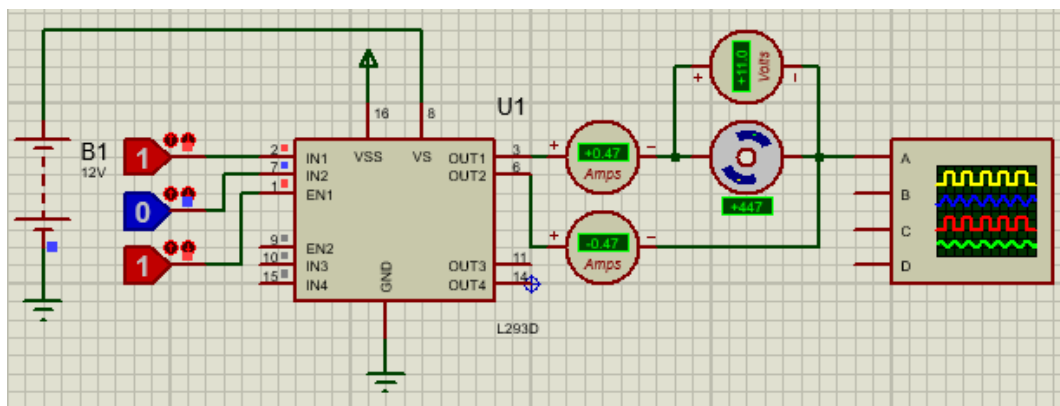 B1
12V
1
0
1
2
7
1
9
10
15
IN1
IN2
EN1
EN2
IN3
IN4
16
8
VSS
VS
GND
U1
OUT1
OUT2
OUT3
OUT4
3
6
11
14
L293D
+
+0.47
Amps
−
+
-0.47
Amps
−
+
+11.0
Volts
−
+447
A
B
C
D